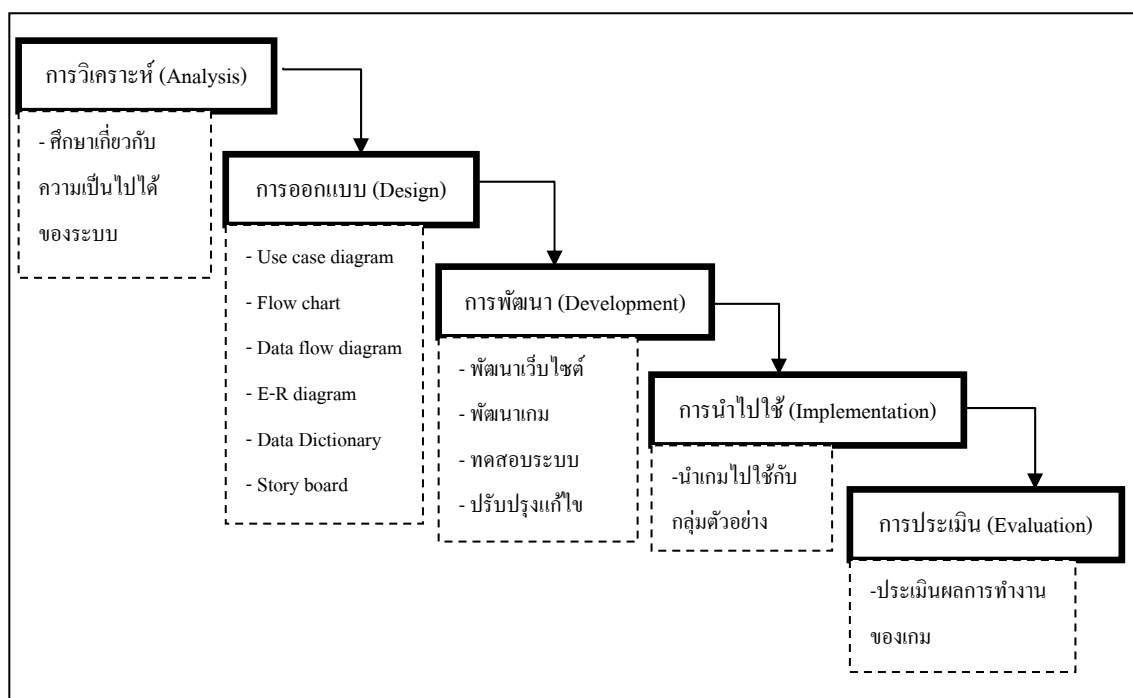 การวิเคราะห์ (Analysis)
- ศึกษาเกี่ยวกับ
ความเป็นไปได้
ของระบบ
การออกแบบ (Design)
- Use case diagram
- Flow chart
- Data flow diagram
- E-R diagram
- Data Dictionary
- Story board
การพัฒนา (Development)
- พัฒนาเว็บไซต์
- พัฒนาเกม
- ทดสอบระบบ
- ปรับปรุงแก้ไข
การนำไปใช้ (Implementation)
-นำเกมไปใช้กับ
กลุ่มตัวอย่าง
การประเมิน (Evaluation)
-ประเมินผลการทำงาน
ของเกม